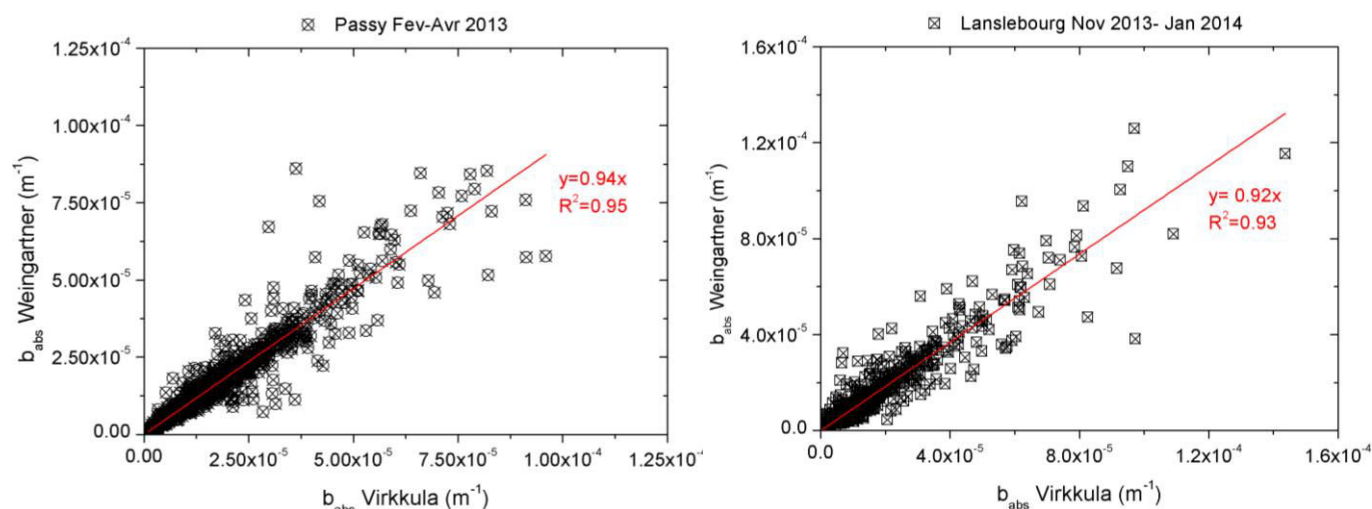 Passy Fev-Avr 2013
1.25x10⁻⁴
1.00x10⁻⁴
7.50x10⁻⁵
5.00x10⁻⁵
2.50x10⁻⁵
0.00
b_abs Weingartner (m⁻¹)
y=0.94x
R²=0.95
0.00 2.50x10⁻⁵ 5.00x10⁻⁵ 7.50x10⁻⁵ 1.00x10⁻⁴ 1.25x10⁻⁴
b_abs Virkkula (m⁻¹)
Lanslebourg Nov 2013- Jan 2014
1.6x10⁻⁴
1.2x10⁻⁴
8.0x10⁻⁵
4.0x10⁻⁵
0.0
b_abs Weingartner (m⁻¹)
y= 0.92x
R²=0.93
0.0 4.0x10⁻⁵ 8.0x10⁻⁵ 1.2x10⁻⁴ 1.6x10⁻⁴
b_abs Virkkula (m⁻¹)